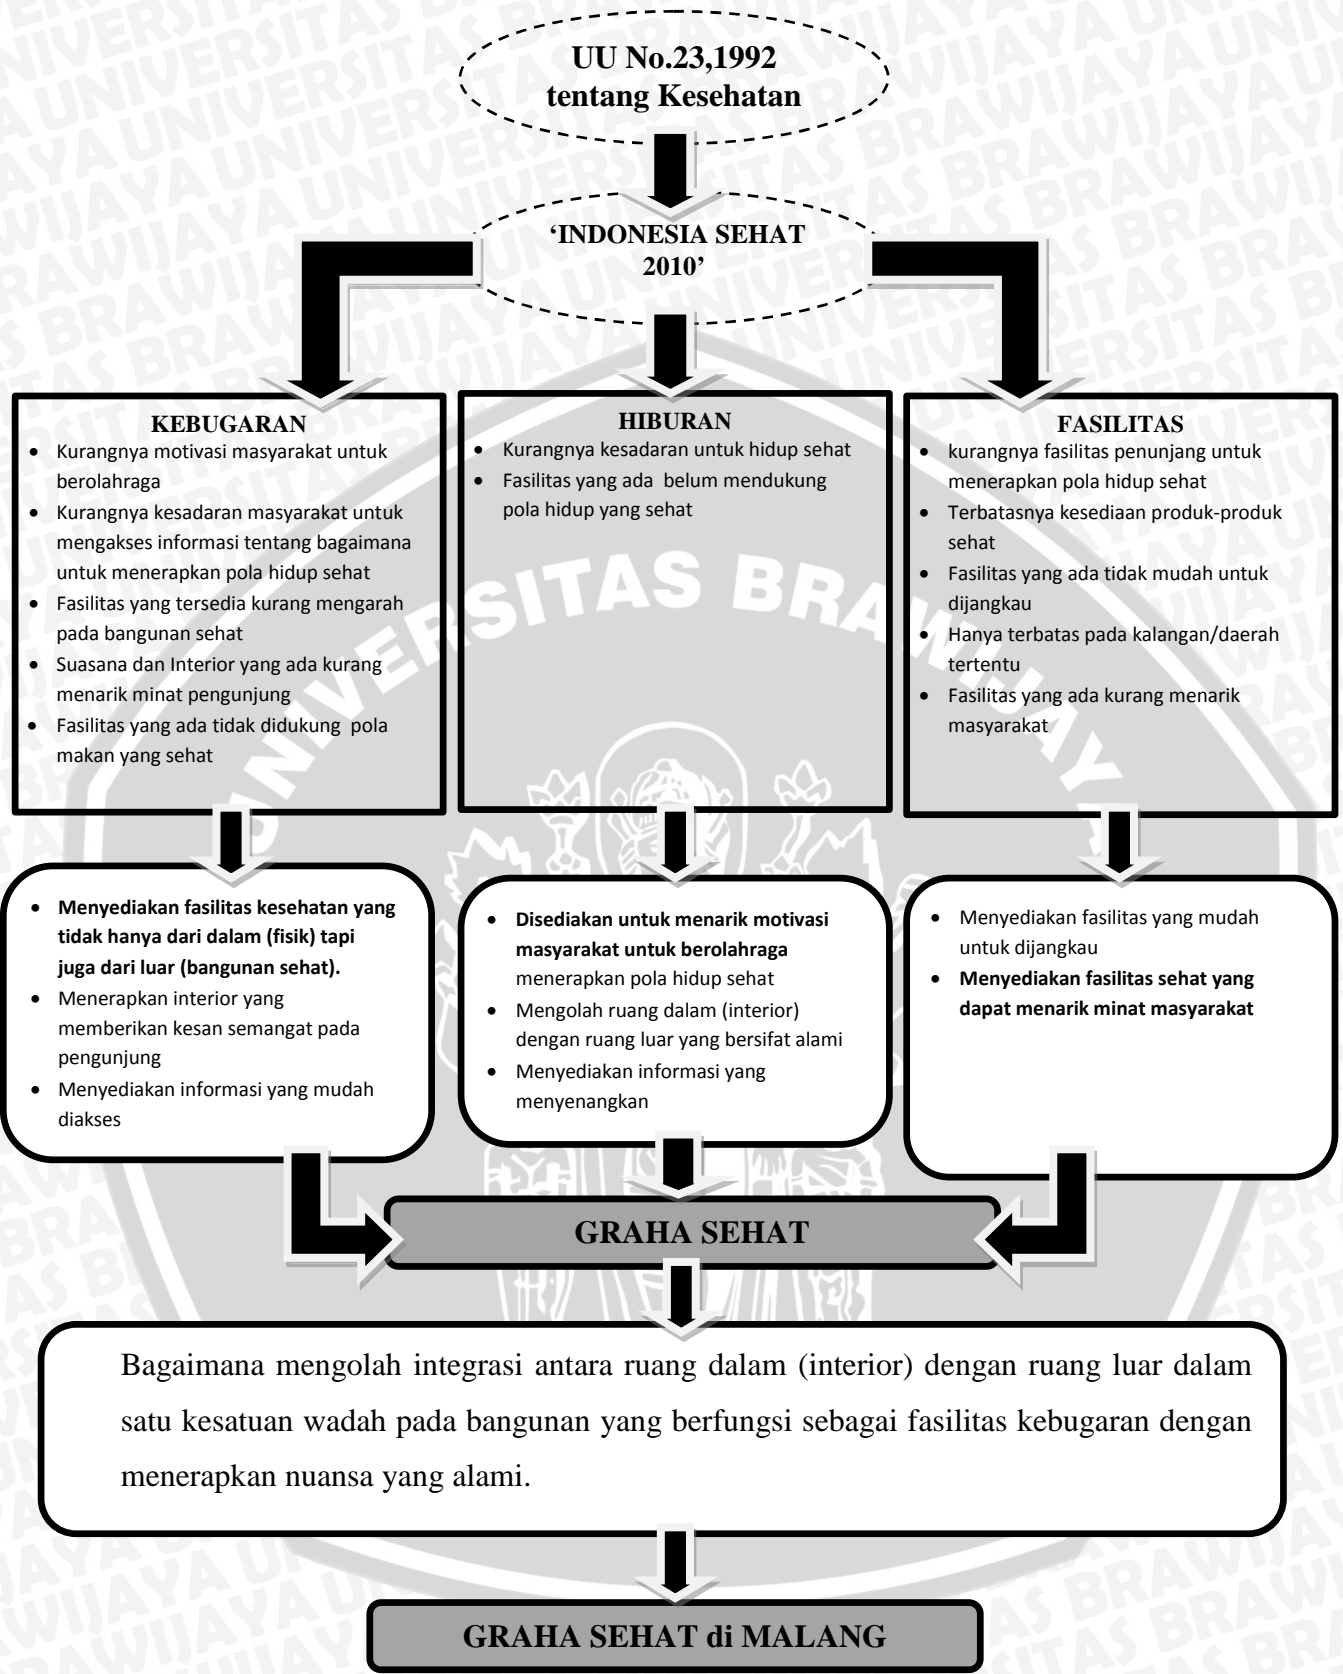 UU No.23,1992
tentang Kesehatan
‘INDONESIA SEHAT
2010’
KEBUGARAN
• Kurangnya motivasi masyarakat untuk
berolahraga
• Kurangnya kesadaran masyarakat untuk
mengakses informasi tentang bagaimana
untuk menerapkan pola hidup sehat
• Fasilitas yang tersedia kurang mengarah
pada bangunan sehat
• Suasana dan Interior yang ada kurang
menarik minat pengunjung
• Fasilitas yang ada tidak didukung pola
makan yang sehat
HIBURAN
• Kurangnya kesadaran untuk hidup sehat
• Fasilitas yang ada belum mendukung
pola hidup yang sehat
FASILITAS
• kurangnya fasilitas penunjang untuk
menerapkan pola hidup sehat
• Terbatasnya kesediaan produk-produk
sehat
• Fasilitas yang ada tidak mudah untuk
dijangkau
• Hanya terbatas pada kalangan/daerah
tertentu
• Fasilitas yang ada kurang menarik
masyarakat
• Menyediakan fasilitas kesehatan yang
tidak hanya dari dalam (fisik) tapi
juga dari luar (bangunan sehat).
• Menerapkan interior yang
memberikan kesan semangat pada
pengunjung
• Menyediakan informasi yang mudah
diakses
• Disediakan untuk menarik motivasi
masyarakat untuk berolahraga
menerapkan pola hidup sehat
• Mengolah ruang dalam (interior)
dengan ruang luar yang bersifat alami
• Menyediakan informasi yang
menyenangkan
• Menyediakan fasilitas yang mudah
untuk dijangkau
• Menyediakan fasilitas sehat yang
dapat menarik minat masyarakat
GRAHA SEHAT
Bagaimana mengolah integrasi antara ruang dalam (interior) dengan ruang luar dalam
satu kesatuan wadah pada bangunan yang berfungsi sebagai fasilitas kebugaran dengan
menerapkan nuansa yang alami.
GRAHA SEHAT di MALANG
UNIVERSITAS BRAWIJAYA